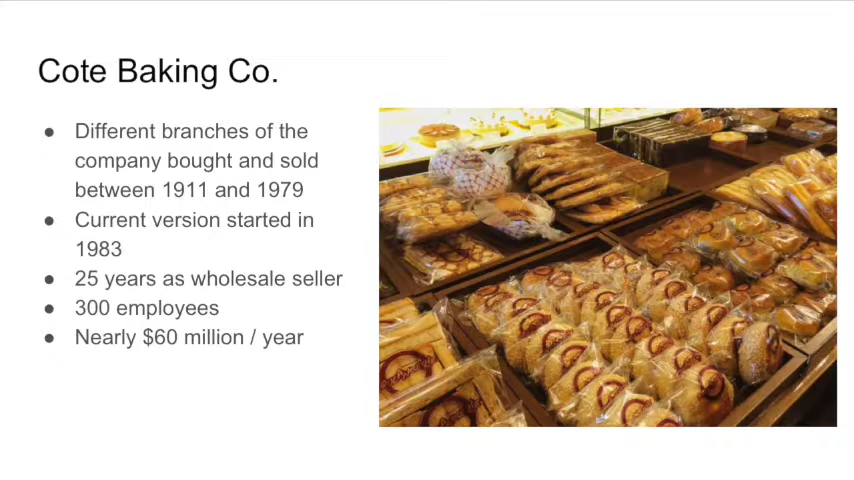 Cote Baking Co.
● Different branches of the
company bought and sold
between 1911 and 1979
● Current version started in
1983
● 25 years as wholesale seller
● 300 employees
● Nearly $60 million / year